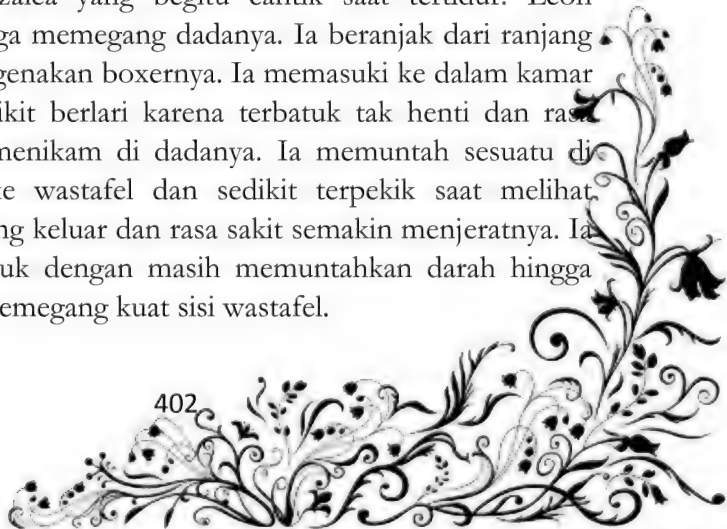 yang begitu cantik saat tertidur. Leon
memegang dadanya. Ia beranjak dari ranjang
genakan boxernya. Ia memasuki ke dalam kamar
ikit berlari karena terbatuk tak henti dan rasa
menikam di dadanya. Ia memuntah sesuatu di
ke wastafel dan sedikit terpekik saat melihat
ng keluar dan rasa sakit semakin menjeratnya. Ia
uk dengan masih memuntahkan darah hingga
emegang kuat sisi wastafel.
402